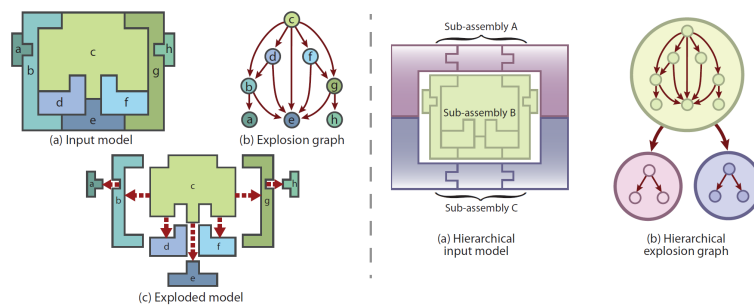 a
b
c
d
e
f
g
h
(a) Input model
c
d
f
b
g
a
e
h
(b) Explosion graph
a
b
c
g
h
d
f
e
(c) Exploded model
Sub-assembly A
Sub-assembly B
Sub-assembly C
(a) Hierarchical
input model
(b) Hierarchical
explosion graph